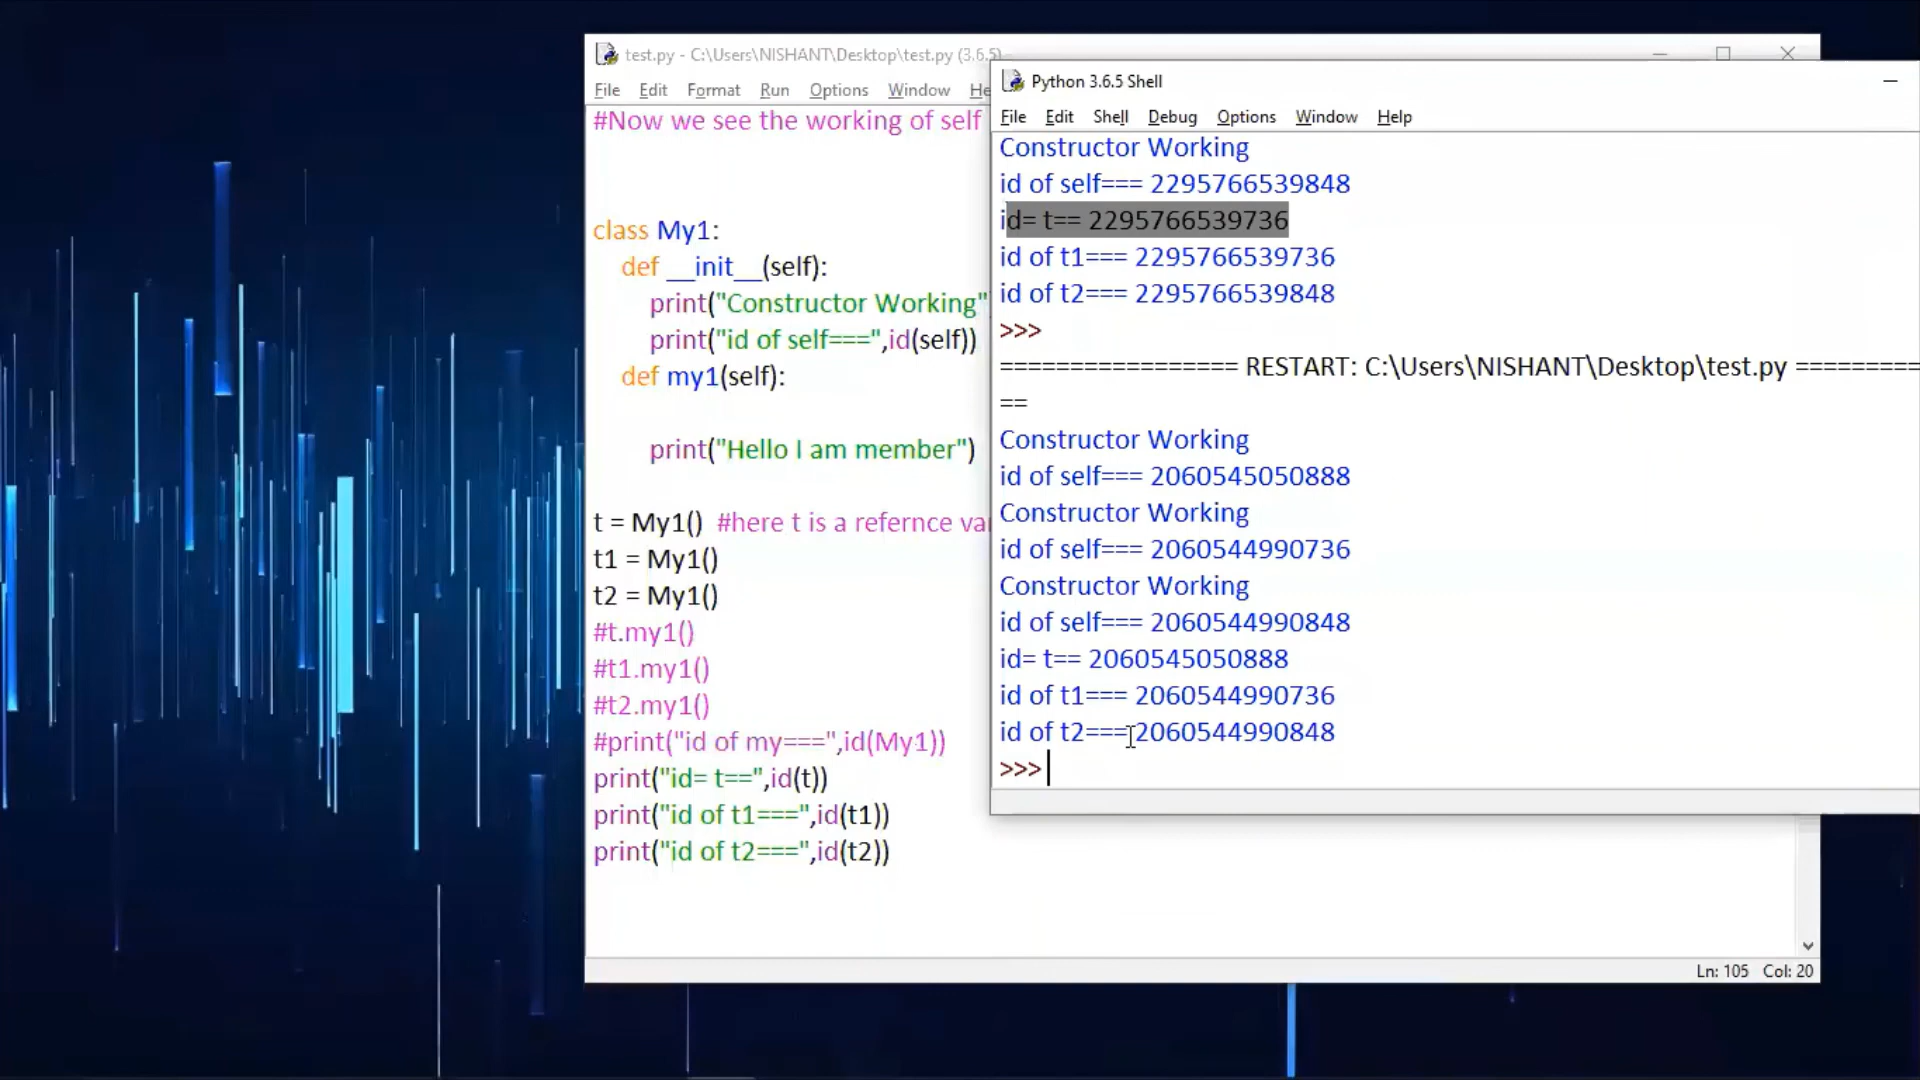 test.py - C:\Users\NISHANT\Desktop\test.py (3.6.5)
File Edit Format Run Options Window He
#Now we see the working of self
class My1:
def __init__(self):
print("Constructor Working"
print("id of self===",id(self))
def my1(self):
print("Hello I am member")
t = My1() #here t is a refernce va
t1 = My1()
t2 = My1()
#t.my1()
#t1.my1()
#t2.my1()
#print("id of my===",id(My1))
print("id= t==",id(t))
print("id of t1===",id(t1))
print("id of t2===",id(t2))
Ln: 105 Col: 20
Python 3.6.5 Shell
File Edit Shell Debug Options Window Help
Constructor Working
id of self=== 2295766539848
id= t== 2295766539736
id of t1=== 2295766539736
id of t2=== 2295766539848
>>>
================= RESTART: C:\Users\NISHANT\Desktop\test.py =========
==
Constructor Working
id of self=== 2060545050888
Constructor Working
id of self=== 2060544990736
Constructor Working
id of self=== 2060544990848
id= t== 2060545050888
id of t1=== 2060544990736
id of t2=== 2060544990848
>>>